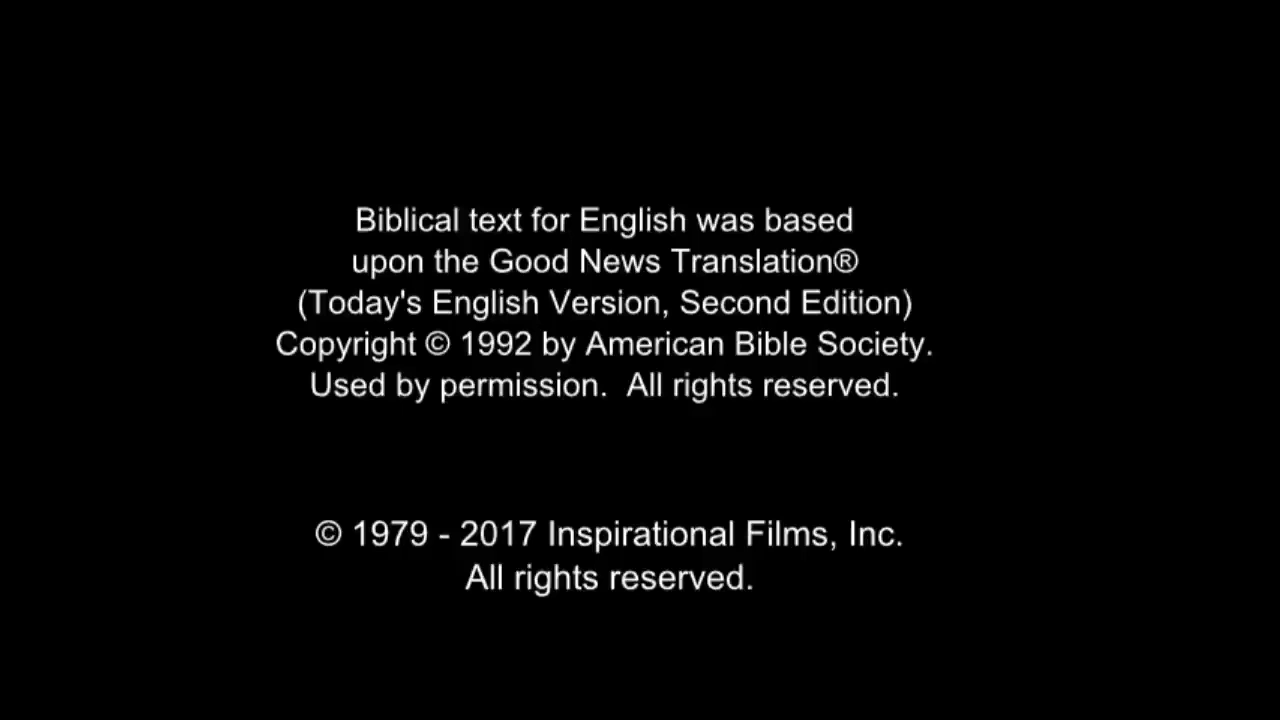 Biblical text for English was based
upon the Good News Translation®
(Today's English Version, Second Edition)
Copyright © 1992 by American Bible Society.
Used by permission.  All rights reserved.
© 1979 - 2017 Inspirational Films, Inc.
All rights reserved.